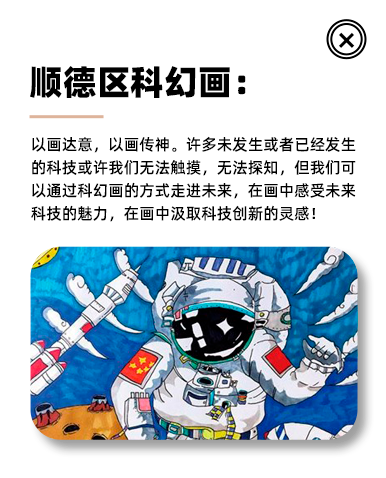 顺德区科幻画：
以画达意，以画传神。许多未发生或者已经发生
的科技或许我们无法触摸，无法探知，但我们可
以通过科幻画的方式走进未来，在画中感受未来
科技的魅力，在画中汲取科技创新的灵感！